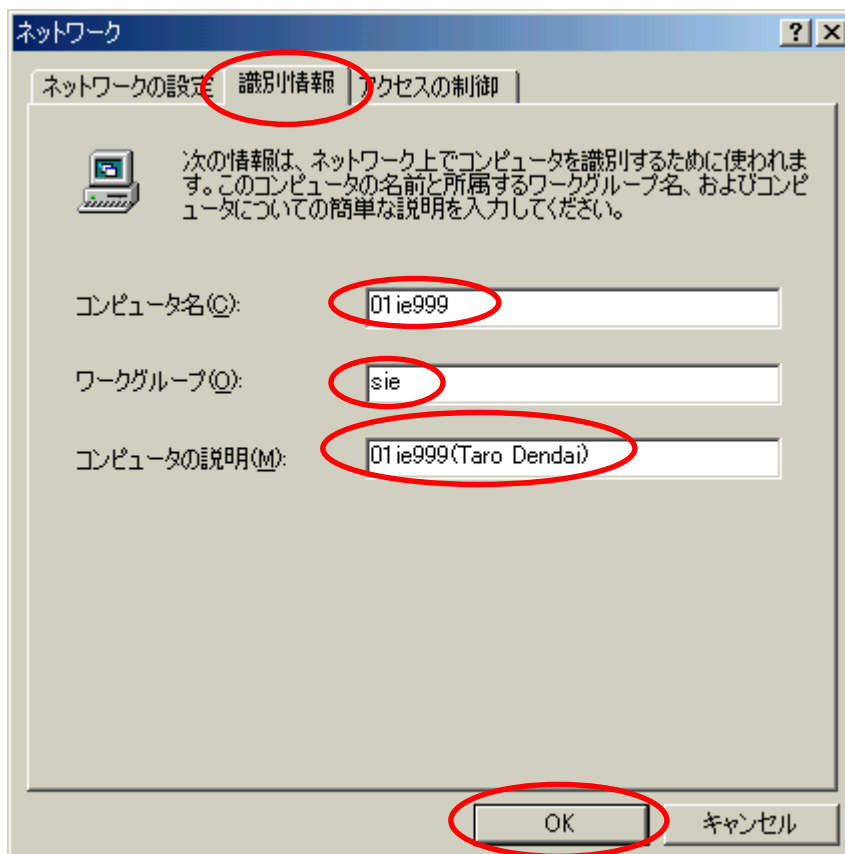 ネットワーク
ネットワークの設定 識別情報 アクセスの制御
次の情報は、ネットワーク上でコンピュータを識別するために使われま
す。このコンピュータの名前と所属するワークグループ名、およびコンピ
ュータについての簡単な説明を入力してください。
コンピュータ名(C): 01ie999
ワークグループ(O): sie
コンピュータの説明(M): 01ie999(Taro Dendai)
OK キャンセル